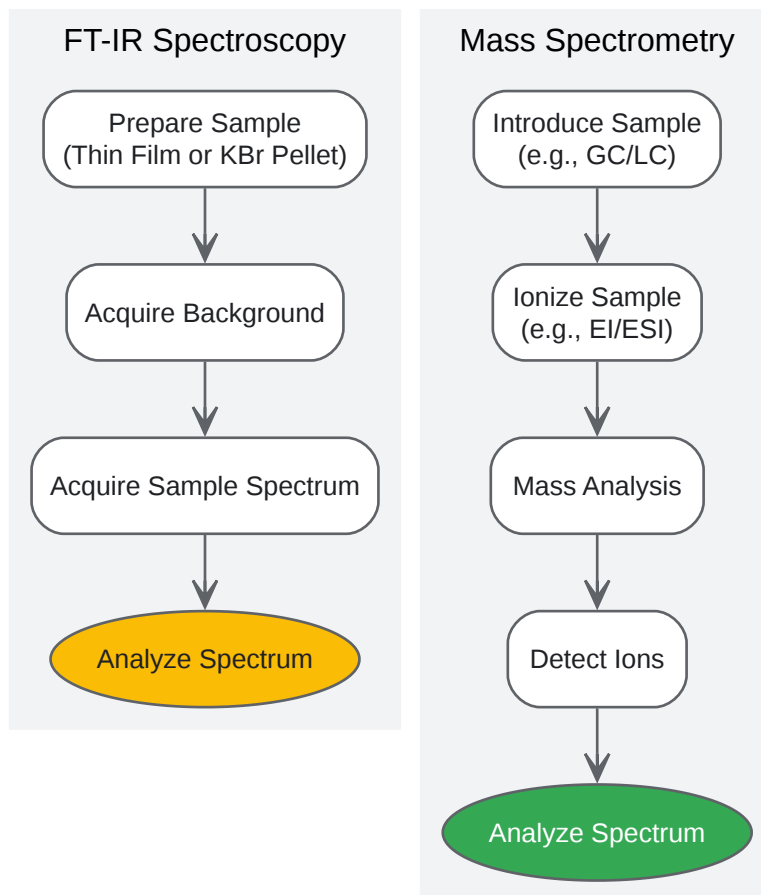 FT-IR Spectroscopy
Prepare Sample
(Thin Film or KBr Pellet)
Acquire Background
Acquire Sample Spectrum
Analyze Spectrum
Mass Spectrometry
Introduce Sample
(e.g., GC/LC)
Ionize Sample
(e.g., EI/ESI)
Mass Analysis
Detect Ions
Analyze Spectrum